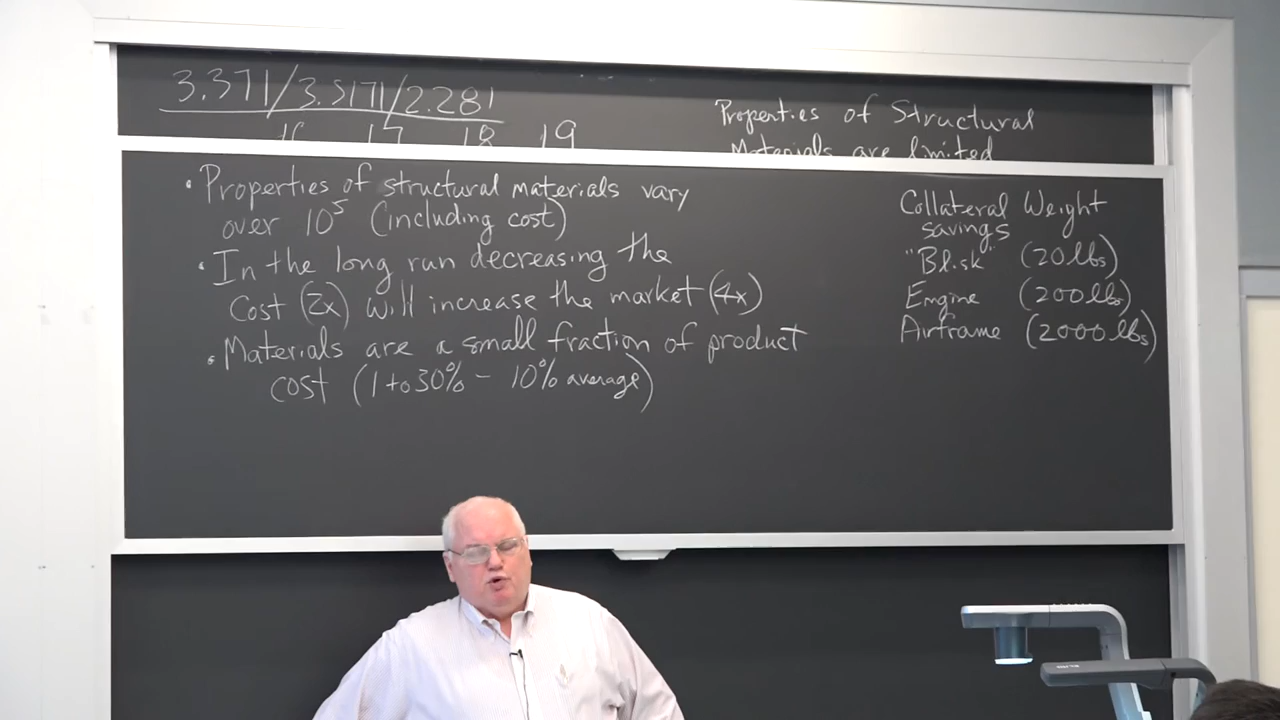 3.371/3.S171/2.281
16 17 18 19
Properties of Structural
Materials are limited
• Properties of structural materials vary
over 10⁵ (including cost)
• In the long run decreasing the
cost (2x) will increase the market (4x)
• Materials are a small fraction of product
cost (1 to 30% - 10% average)
Collateral Weight
savings
"Blisk" (20 lbs)
Engine (200 lbs)
Airframe (2000 lbs)